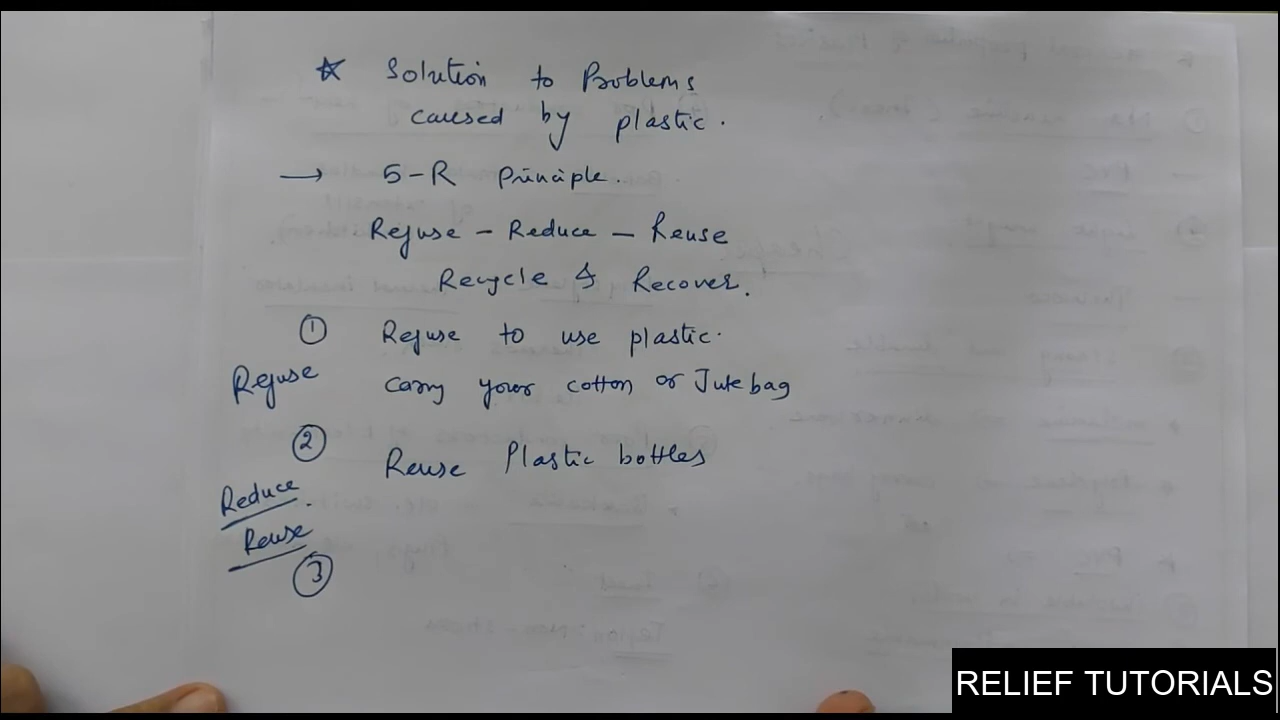 ☆ Solution to Problems
caused by plastic.
→ 5-R Principle.
Refuse - Reduce - Reuse
Recycle & Recover.
① Refuse to use plastic.
Refuse carry your cotton or Jute bag
② Reuse Plastic bottles
Reduce.
Reuse
③
RELIEF TUTORIALS